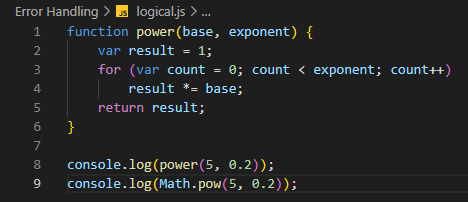 Error Handling > JS logical.js > ...
1 function power(base, exponent) {
2     var result = 1;
3     for (var count = 0; count < exponent; count++)
4         result *= base;
5     return result;
6 }
7
8 console.log(power(5, 0.2));
9 console.log(Math.pow(5, 0.2));